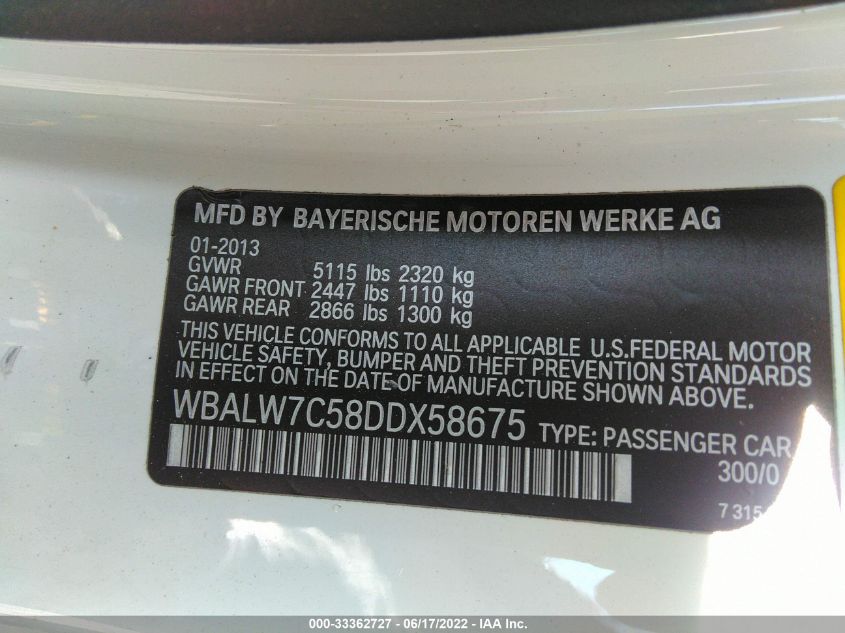 MFD BY BAYERISCHE MOTOREN WERKE AG
01-2013
GVWR 5115 lbs 2320 kg
GAWR FRONT 2447 lbs 1110 kg
GAWR REAR 2866 lbs 1300 kg
THIS VEHICLE CONFORMS TO ALL APPLICABLE U.S.FEDERAL MOTOR
VEHICLE SAFETY, BUMPER AND THEFT PREVENTION STANDARDS
IN EFFECT ON THE DATE OF MANUFACTURE SHOWN ABOVE.
WBALW7C58DDX58675 TYPE: PASSENGER CAR
300/0
7 315
000-33362727 - 06/17/2022 - IAA Inc.